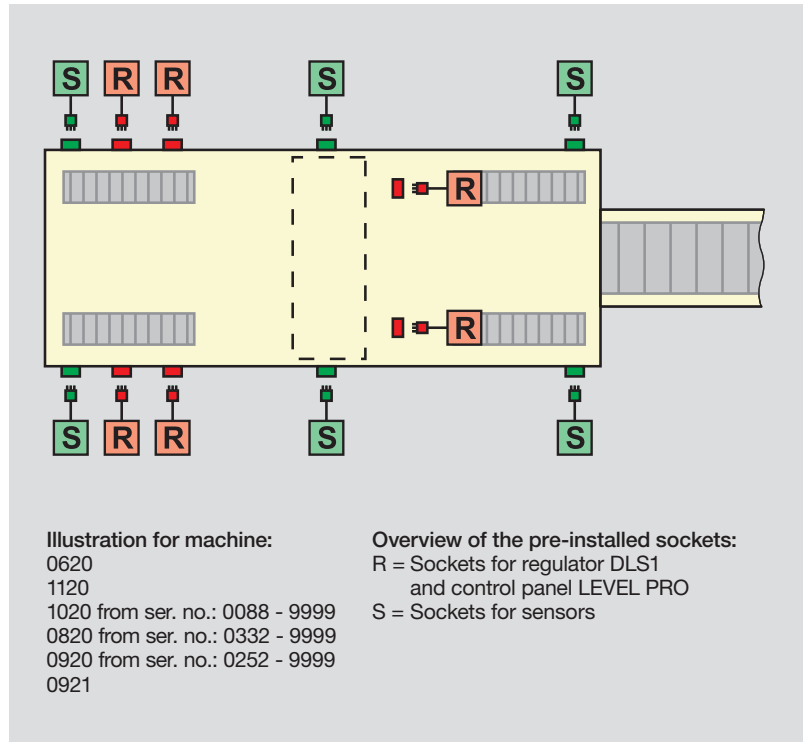 S R R S S
R
R
S R R S S
Illustration for machine:
0620
1120
1020 from ser. no.: 0088 - 9999
0820 from ser. no.: 0332 - 9999
0920 from ser. no.: 0252 - 9999
0921
Overview of the pre-installed sockets:
R = Sockets for regulator DLS1
and control panel LEVEL PRO
S = Sockets for sensors